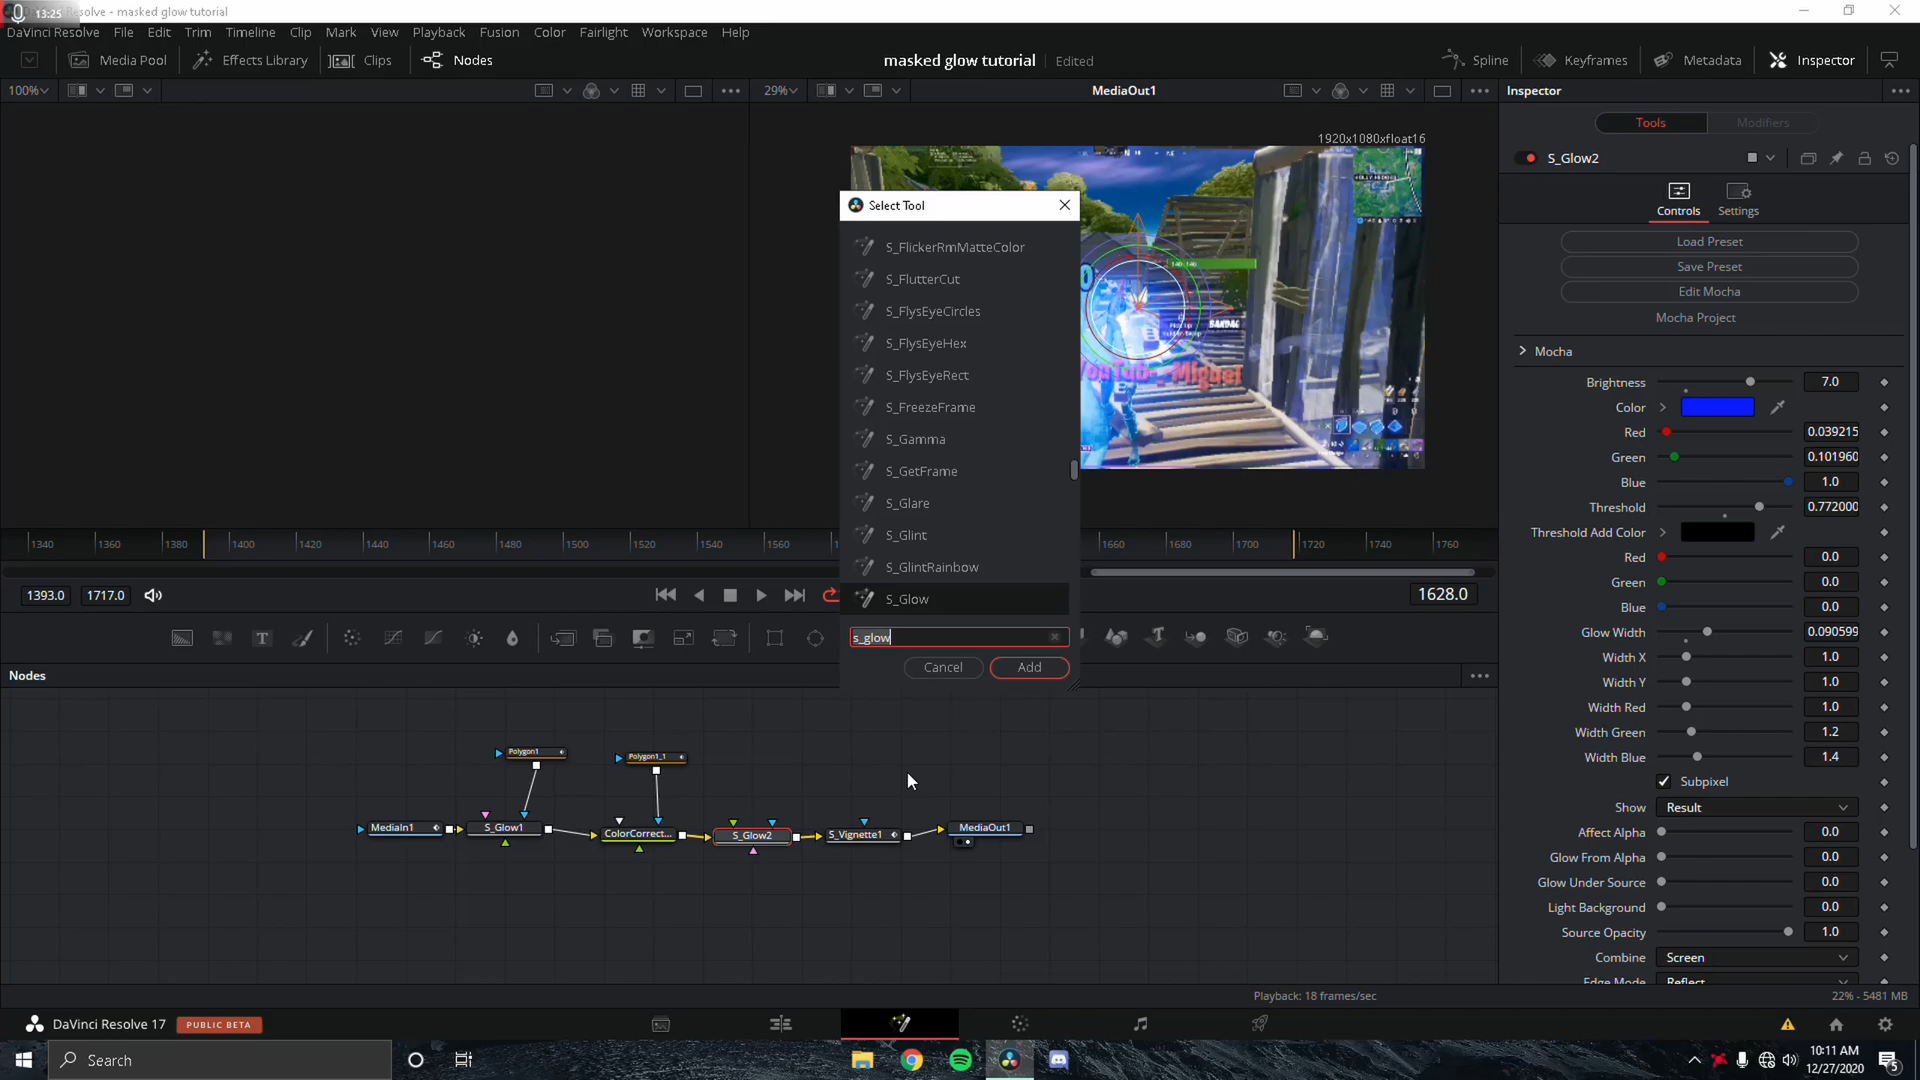 13:25
Resolve - masked glow tutorial
DaVinci Resolve File Edit Trim Timeline Clip Mark View Playback Fusion Color Fairlight Workspace Help
Media Pool Effects Library Clips Nodes
masked glow tutorial Edited
Spline Keyframes Metadata Inspector
100% 29% MediaOut1
Inspector
1920x1080xfloat16
Tools Modifiers
S_Glow2
Controls Settings
Load Preset
Save Preset
Edit Mocha
Mocha Project
Mocha
Brightness 7.0
Color
Red 0.039215
Green 0.101960
Blue 1.0
Threshold 0.772000
Threshold Add Color
Red 0.0
Green 0.0
Blue 0.0
Glow Width 0.090599
Width X 1.0
Width Y 1.0
Width Red 1.0
Width Green 1.2
Width Blue 1.4
Subpixel
Show Result
Affect Alpha 0.0
Glow From Alpha 0.0
Glow Under Source 0.0
Light Background 0.0
Source Opacity 1.0
Combine Screen
Edge Mode Reflect
Select Tool
S_FlickerRmMatteColor
S_FlutterCut
S_FlysEyeCircles
S_FlysEyeHex
S_FlysEyeRect
S_FreezeFrame
S_Gamma
S_GetFrame
S_Glare
S_Glint
S_GlintRainbow
S_Glow
s_glow
Cancel Add
1340 1360 1380 1400 1420 1440 1460 1480 1500 1520 1540 1560 1660 1680 1700 1720 1740 1760
1393.0 1717.0 1628.0
Nodes
Polygon1 Polygon1_1
MediaIn1 S_Glow1 ColorCorrect... S_Glow2 S_Vignette1 MediaOut1
Playback: 18 frames/sec 22% - 5481 MB
DaVinci Resolve 17 PUBLIC BETA
Search
10:11 AM
12/27/2020
5